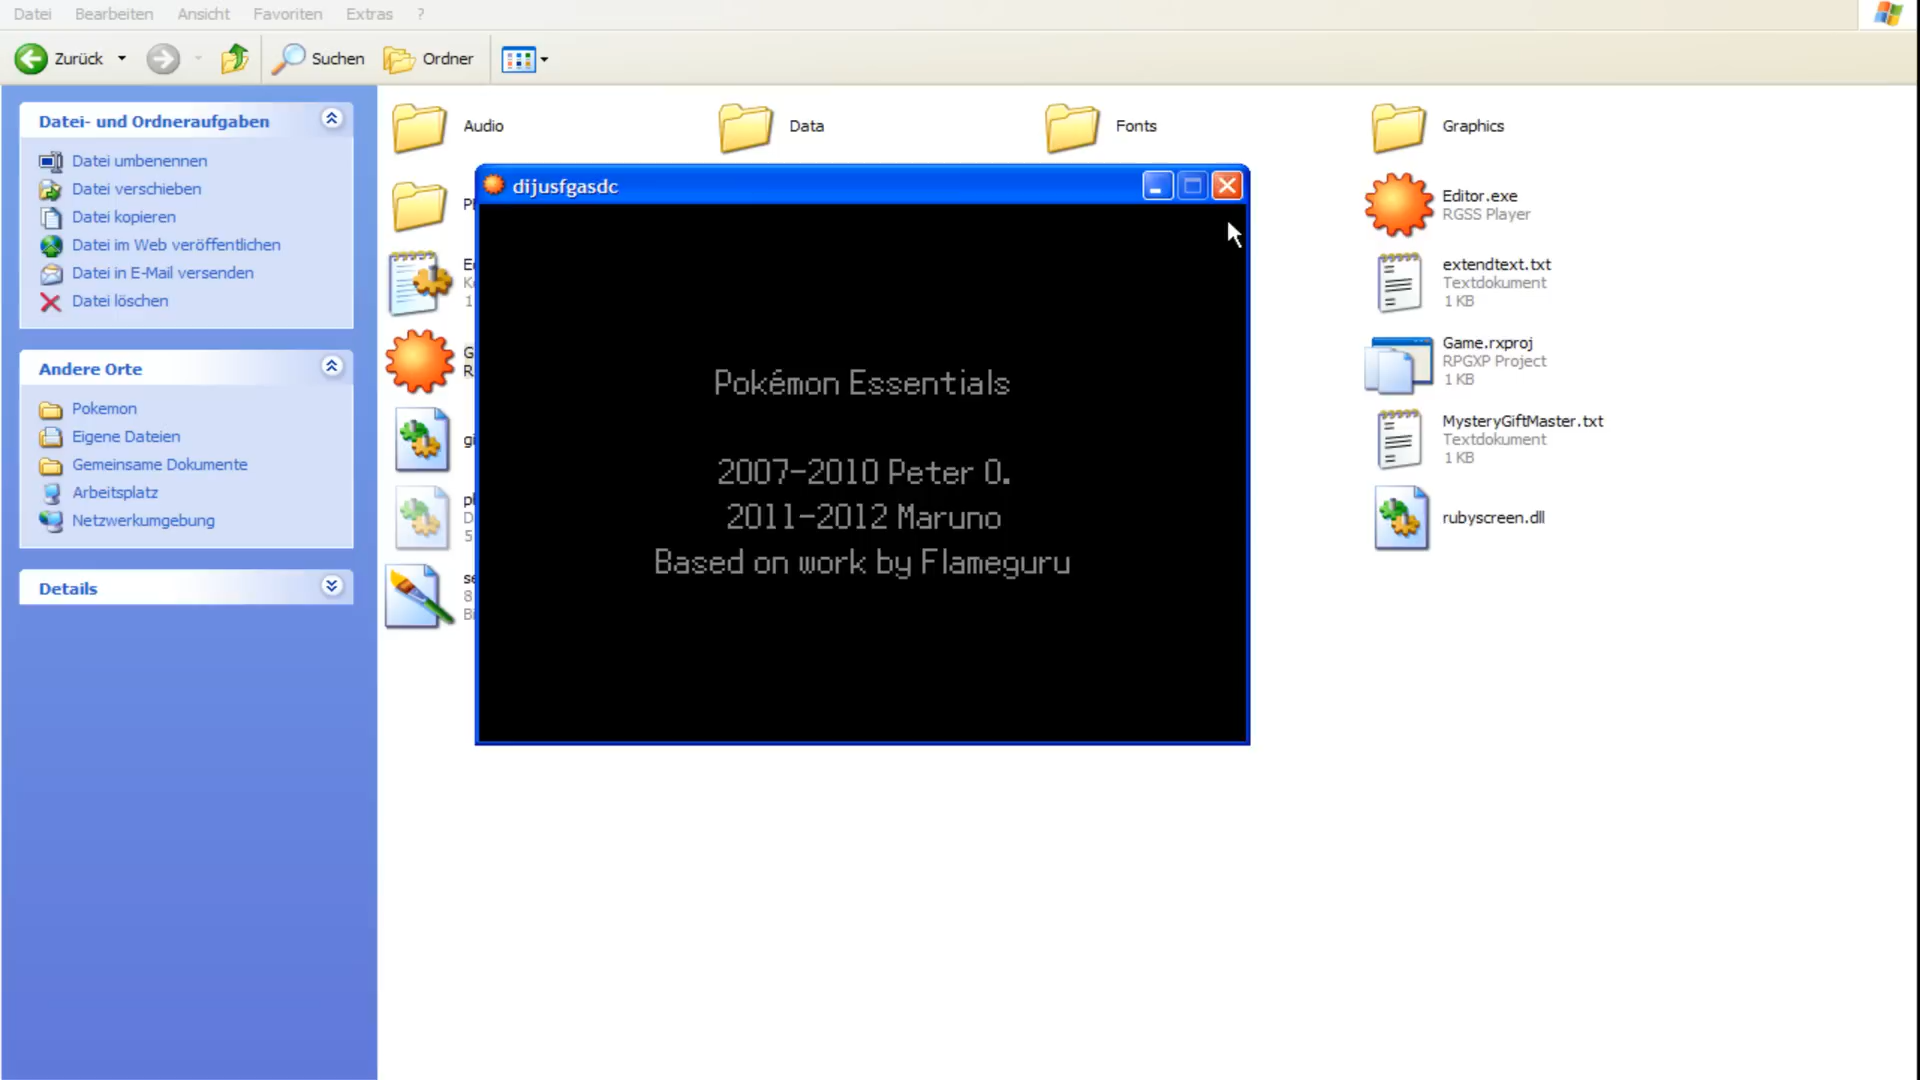 Datei Bearbeiten Ansicht Favoriten Extras ?
Zurück Suchen Ordner
Datei- und Ordneraufgaben
Datei umbenennen
Datei verschieben
Datei kopieren
Datei im Web veröffentlichen
Datei in E-Mail versenden
Datei löschen
Andere Orte
Pokemon
Eigene Dateien
Gemeinsame Dokumente
Arbeitsplatz
Netzwerkumgebung
Details
Audio
Data
Fonts
Graphics
dijusfgasdc
Pokémon Essentials
2007-2010 Peter O.
2011-2012 Maruno
Based on work by Flameguru
Editor.exe
RGSS Player
extendtext.txt
Textdokument
1 KB
Game.rxproj
RPGXP Project
1 KB
MysteryGiftMaster.txt
Textdokument
1 KB
rubyscreen.dll